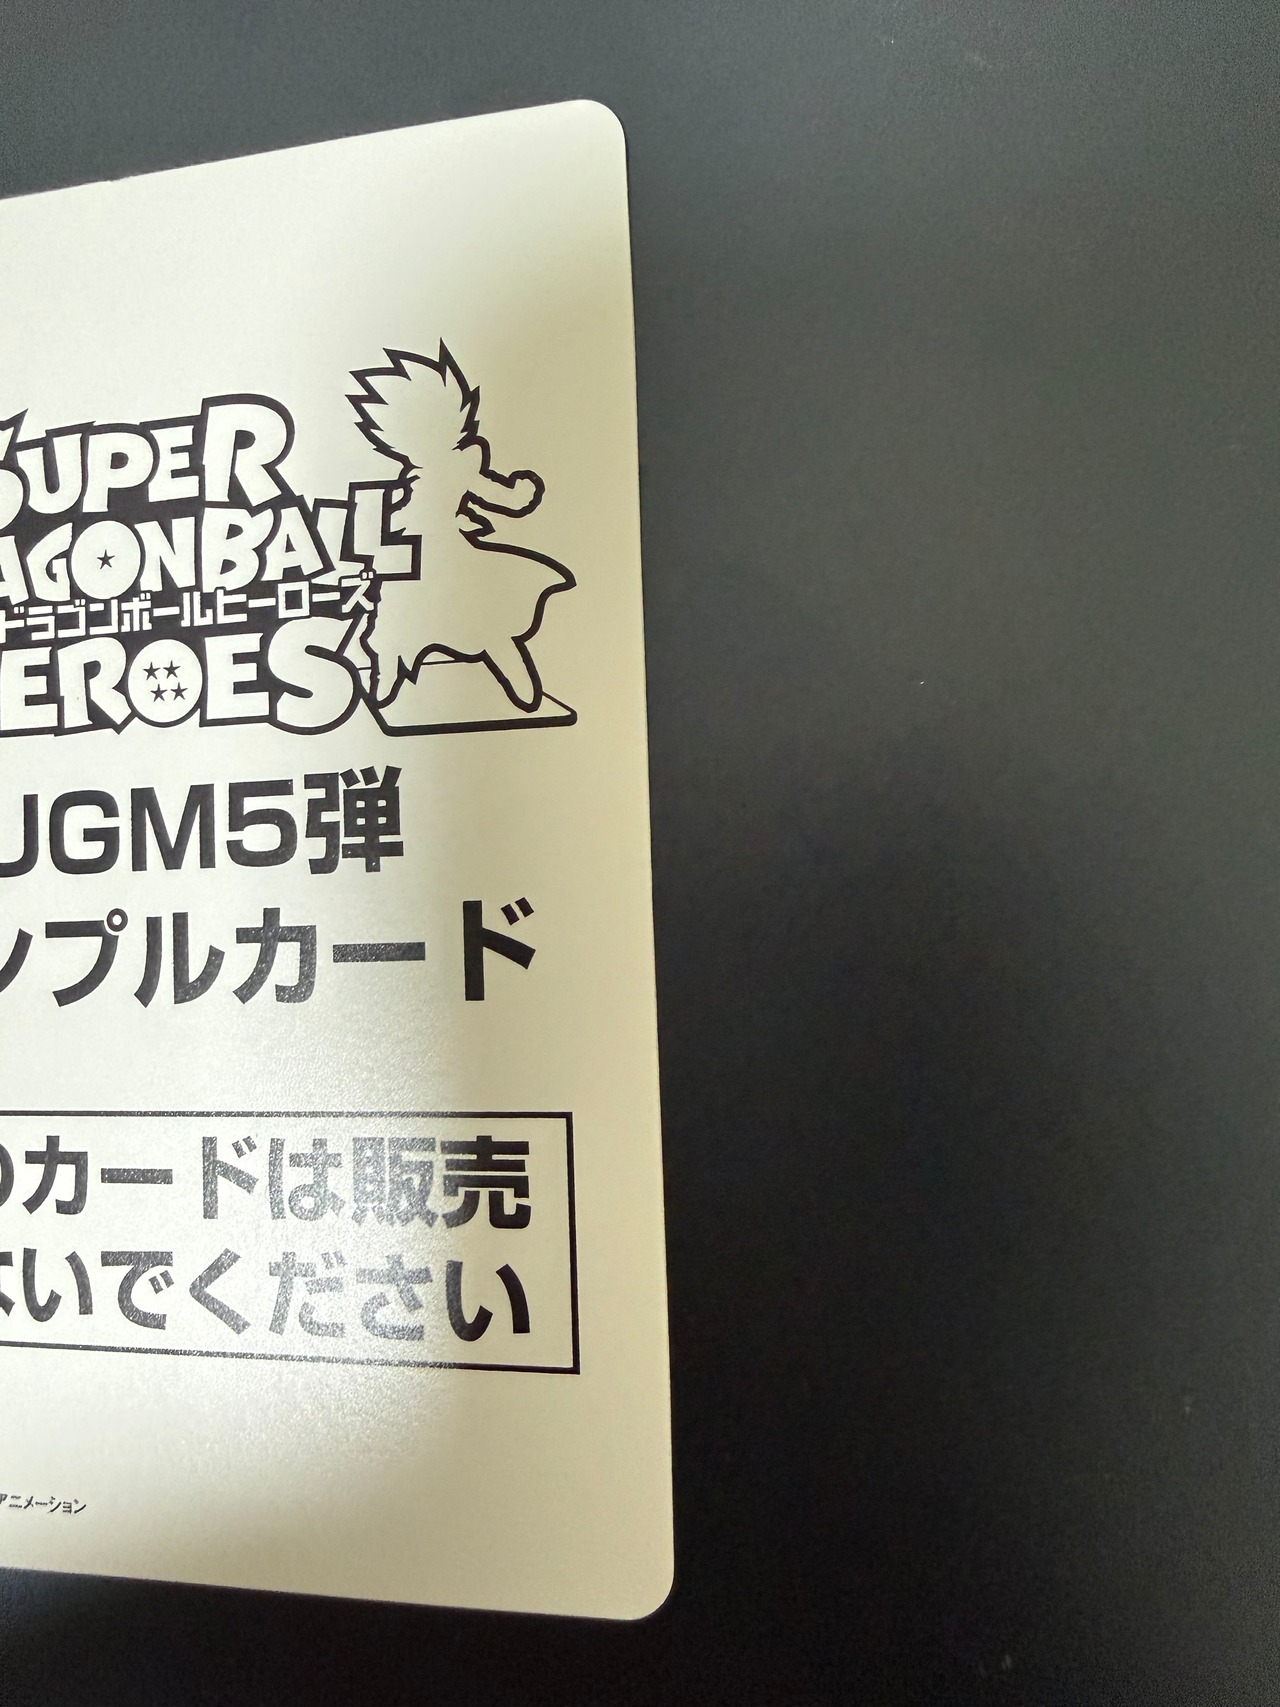 SUPER
AGONBALL
ドラゴンボールヒーローズ
EROES
UGM5弾
ンプルカード
のカードは販売
ないでください
アニメーション